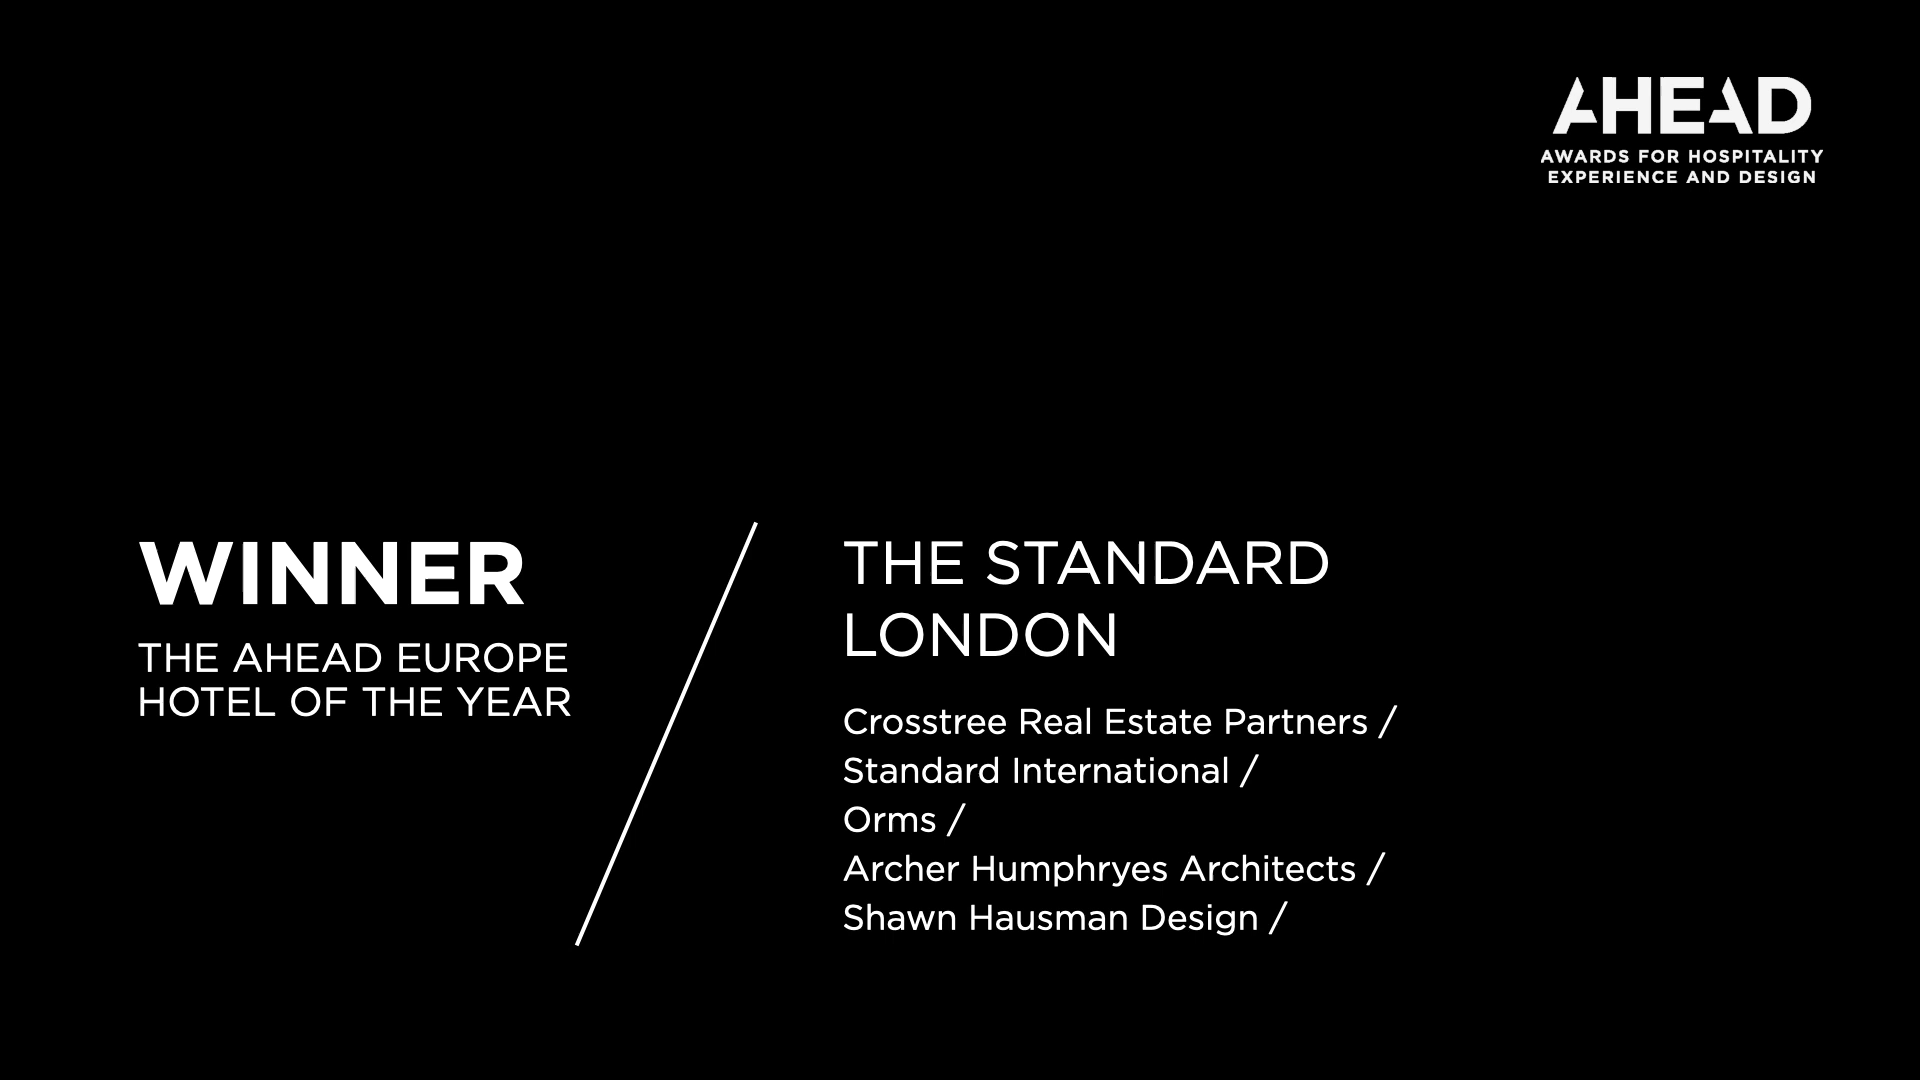 AHEAD
AWARDS FOR HOSPITALITY
EXPERIENCE AND DESIGN
WINNER
THE AHEAD EUROPE
HOTEL OF THE YEAR
THE STANDARD
LONDON
Crosstree Real Estate Partners /
Standard International /
Orms /
Archer Humphryes Architects /
Shawn Hausman Design /